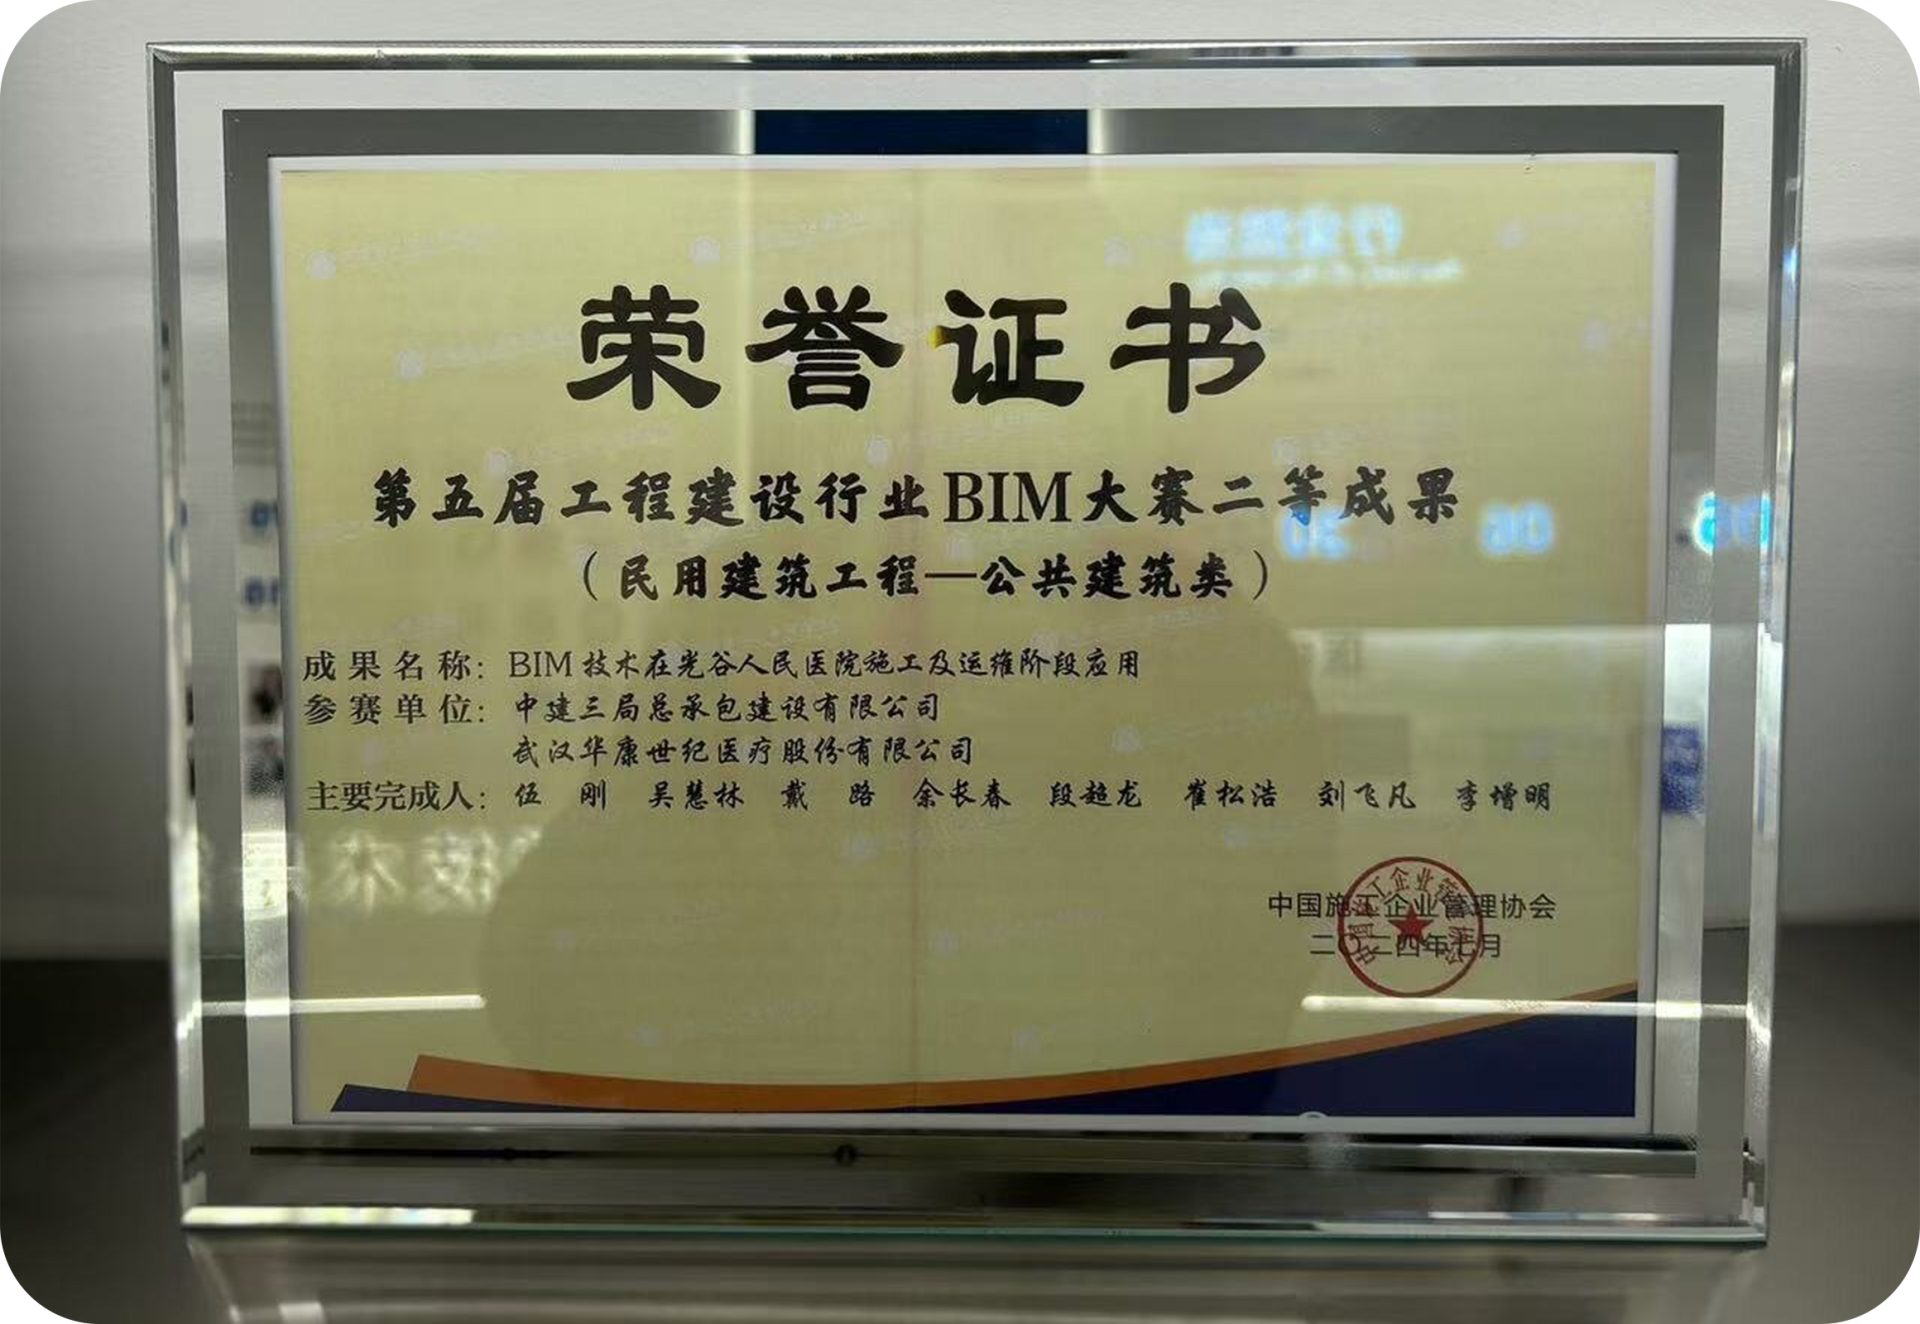 荣誉证书
第五届工程建设行业BIM大赛二等成果
（民用建筑工程—公共建筑类）
成果名称：BIM技术在光谷人民医院施工及运维阶段应用
参赛单位：中建三局总承包建设有限公司
武汉华康世纪医疗股份有限公司
主要完成人：伍 刚 吴慧林 戴 路 余长春 段超龙 崔松浩 刘飞凡 李增明
中国施工企业管理协会
二〇二四年七月